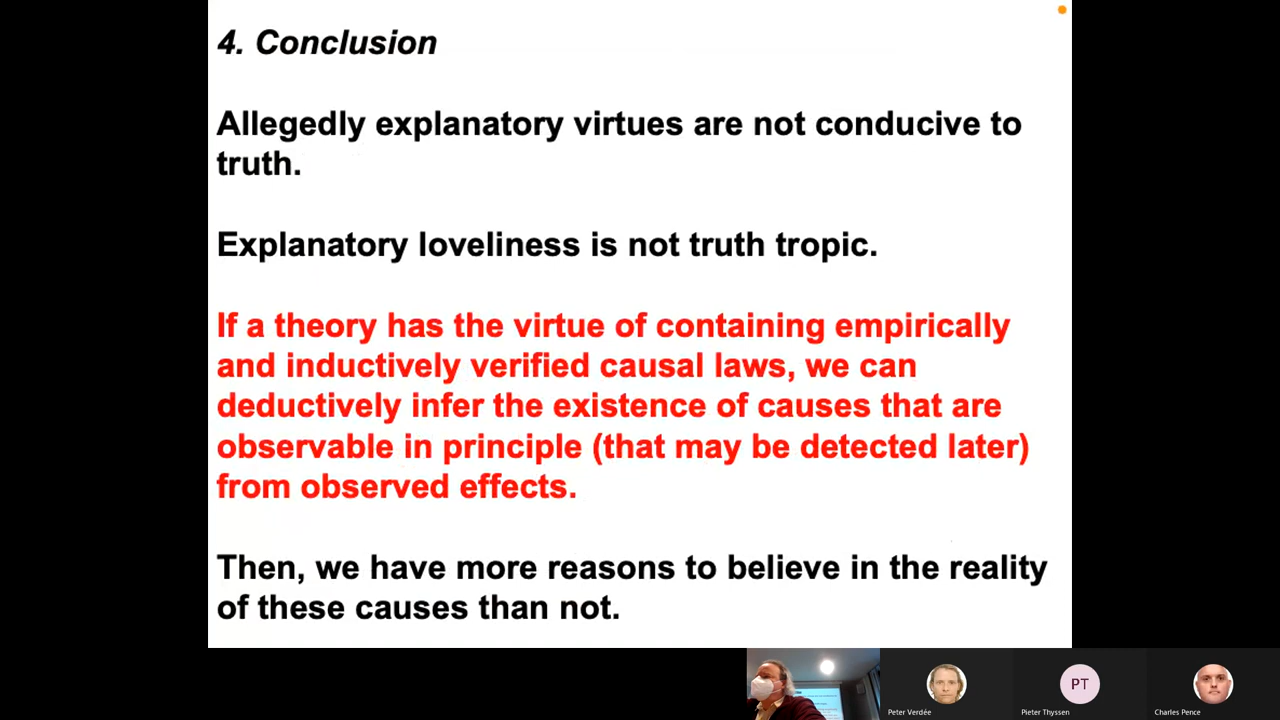 4. Conclusion
Allegedly explanatory virtues are not conducive to
truth.
Explanatory loveliness is not truth tropic.
If a theory has the virtue of containing empirically
and inductively verified causal laws, we can
deductively infer the existence of causes that are
observable in principle (that may be detected later)
from observed effects.
Then, we have more reasons to believe in the reality
of these causes than not.
PT
Peter Verdée
Pieter Thyssen
Charles Pence